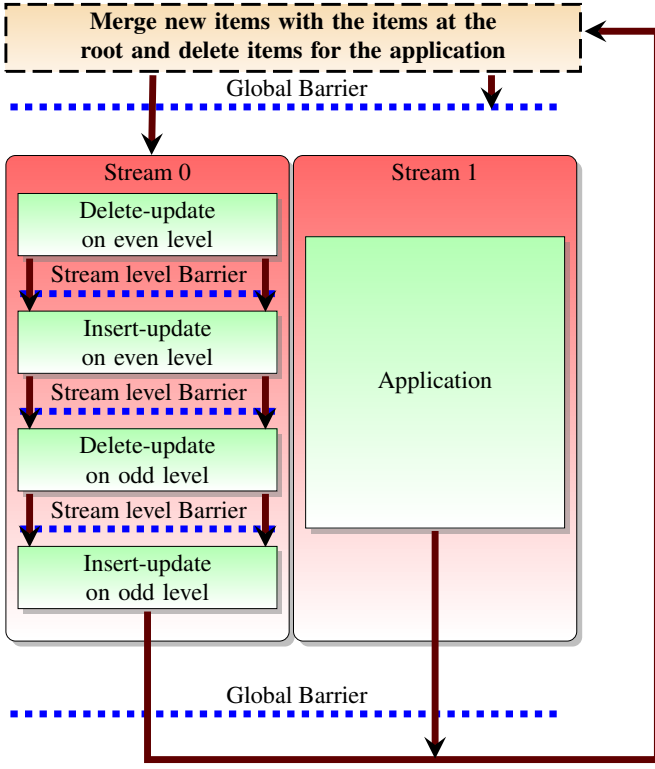 Merge new items with the items at the
root and delete items for the application
Global Barrier
Stream 0
Delete-update
on even level
Stream level Barrier
Insert-update
on even level
Stream level Barrier
Delete-update
on odd level
Stream level Barrier
Insert-update
on odd level
Stream 1
Application
Global Barrier